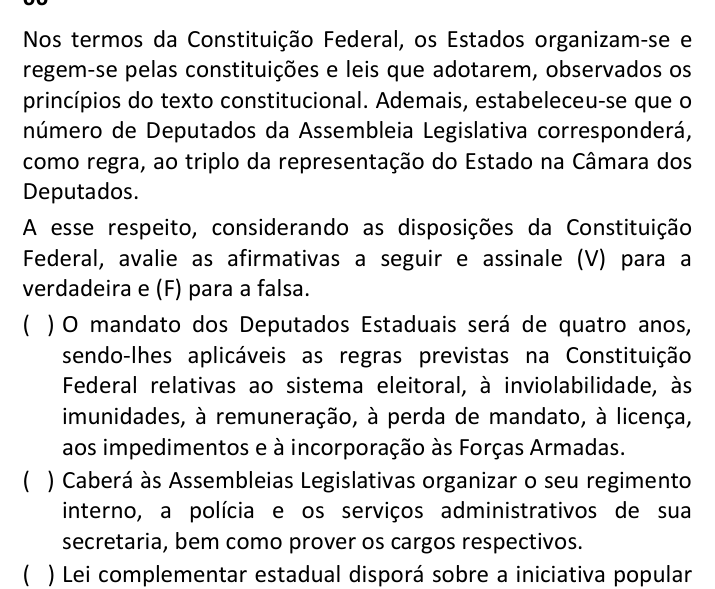 Nos termos da Constituição Federal, os Estados organizam-se e
regem-se pelas constituições e leis que adotarem, observados os
princípios do texto constitucional. Ademais, estabeleceu-se que o
número de Deputados da Assembleia Legislativa corresponderá,
como regra, ao triplo da representação do Estado na Câmara dos
Deputados.
A esse respeito, considerando as disposições da Constituição
Federal, avalie as afirmativas a seguir e assinale (V) para a
verdadeira e (F) para a falsa.
( ) O mandato dos Deputados Estaduais será de quatro anos,
sendo-lhes aplicáveis as regras previstas na Constituição
Federal relativas ao sistema eleitoral, à inviolabilidade, às
imunidades, à remuneração, à perda de mandato, à licença,
aos impedimentos e à incorporação às Forças Armadas.
( ) Caberá às Assembleias Legislativas organizar o seu regimento
interno, a polícia e os serviços administrativos de sua
secretaria, bem como prover os cargos respectivos.
( ) Lei complementar estadual disporá sobre a iniciativa popular